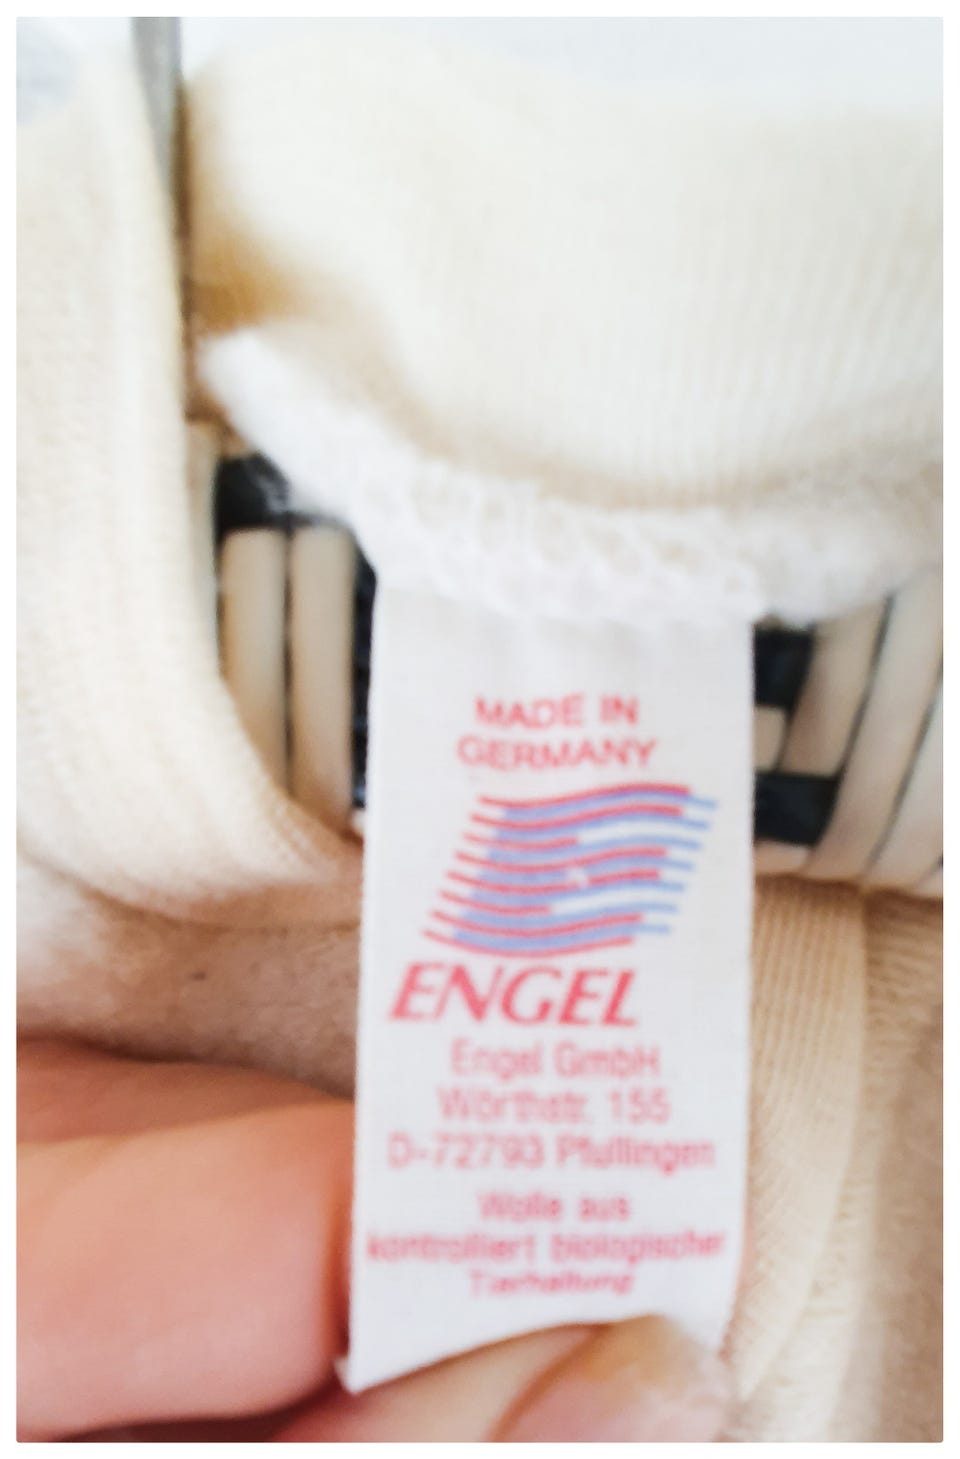 MADE IN
GERMANY
ENGEL
Engel GmbH
Wörthstr. 155
D-72793 Pfullingen
Wolle aus
kontrolliert biologischer
Tierhaltung